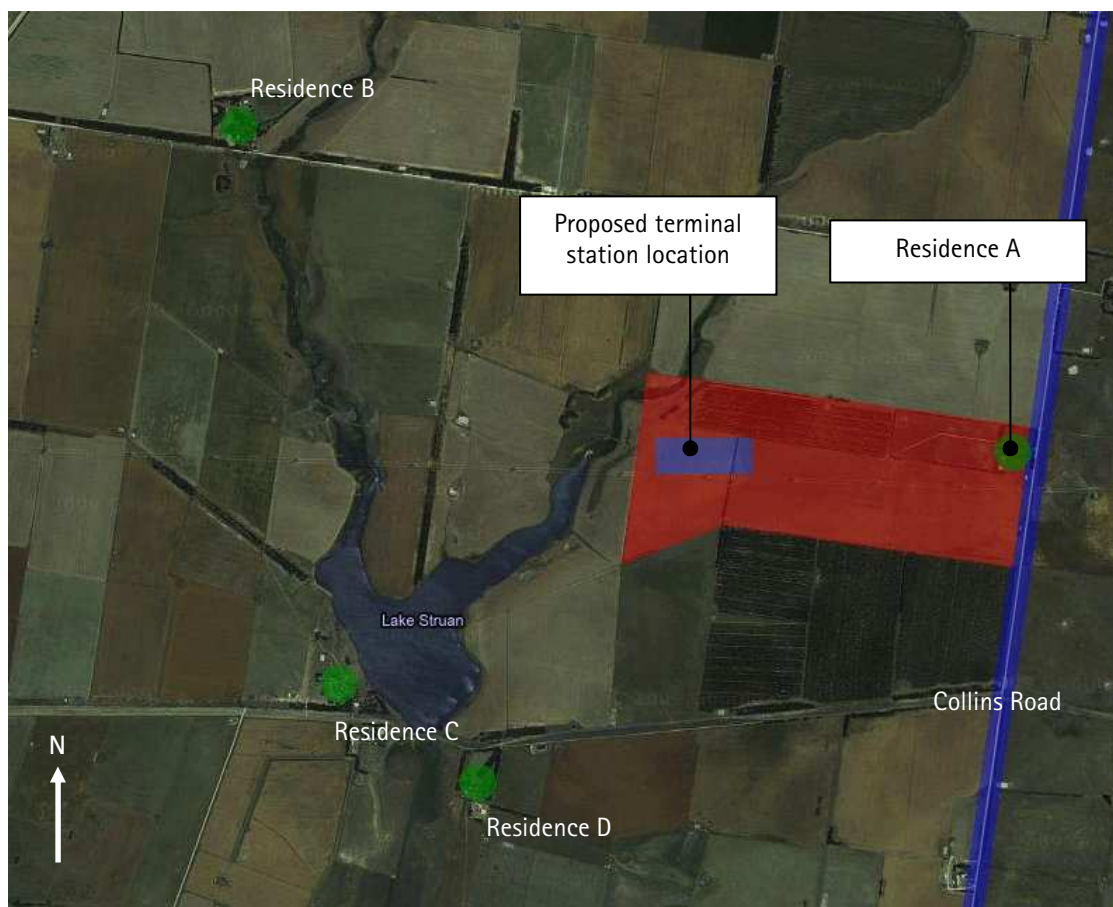 Residence B
Proposed terminal
station location
Residence A
Lake Struan
Collins Road
Residence C
N
Residence D